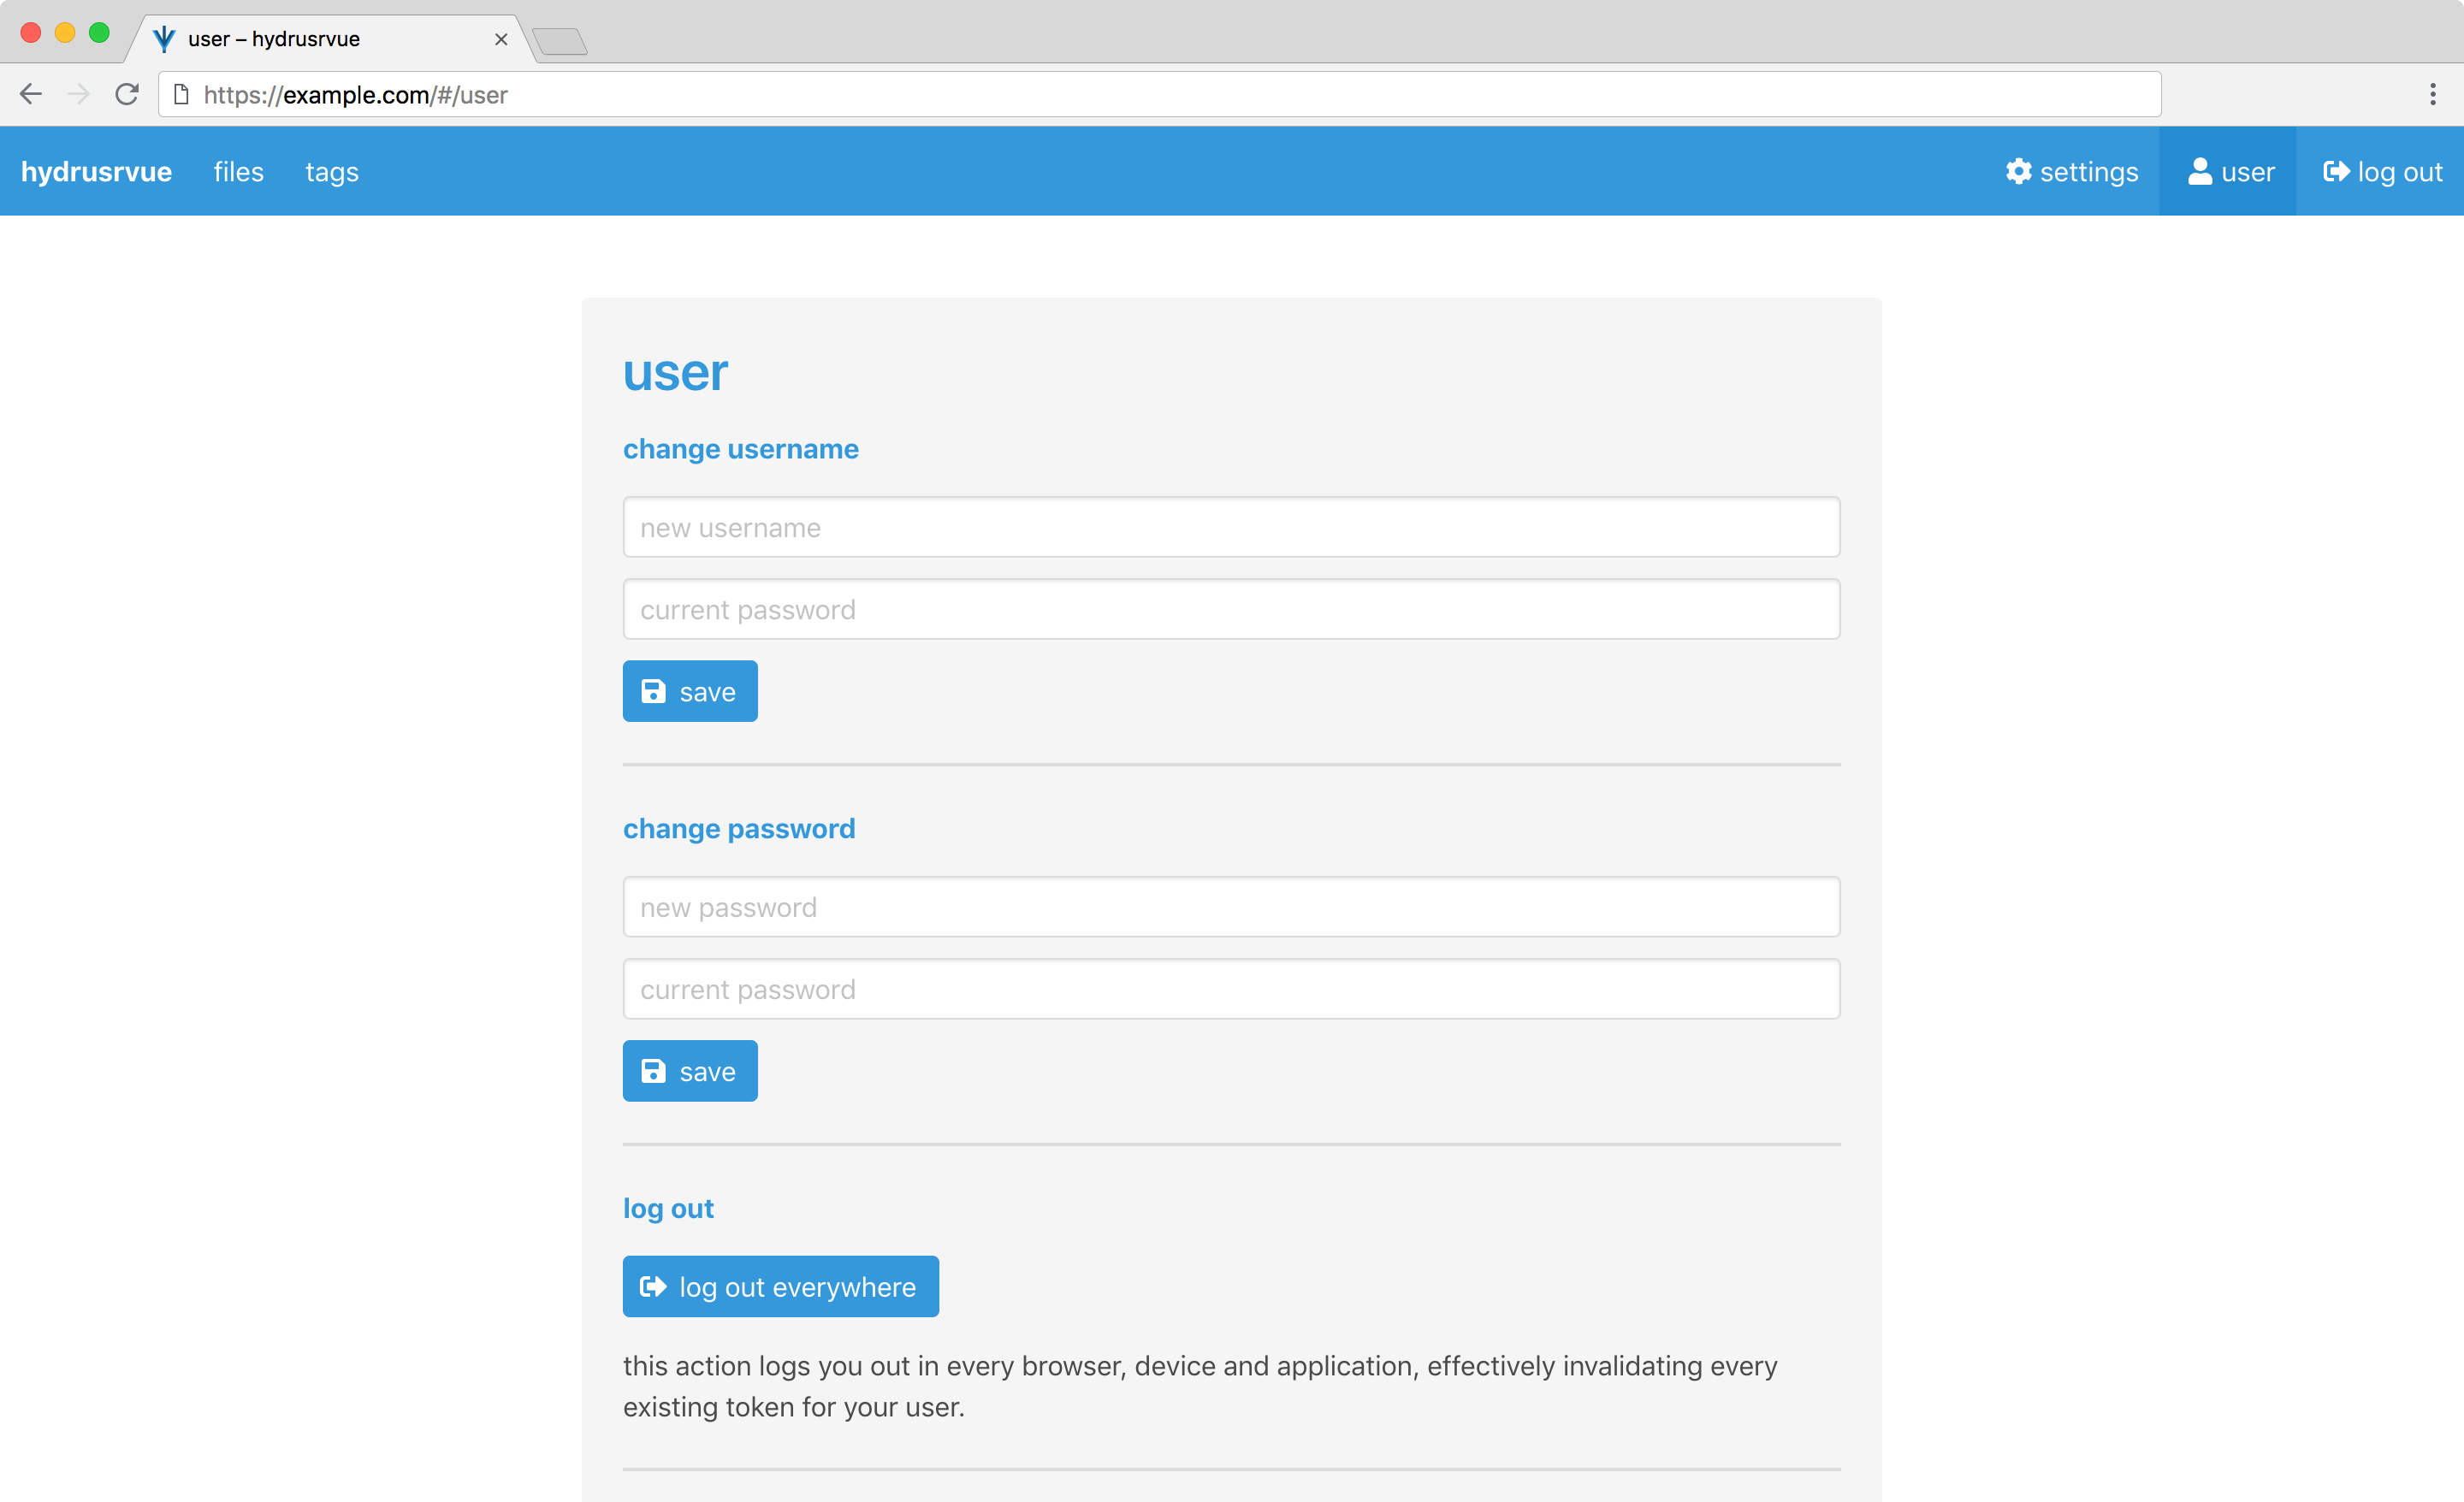 user – hydrusrvue
https://example.com/#/user
hydrusrvue files tags settings user log out
user
change username
new username
current password
save
change password
new password
current password
save
log out
log out everywhere
this action logs you out in every browser, device and application, effectively invalidating every
existing token for your user.